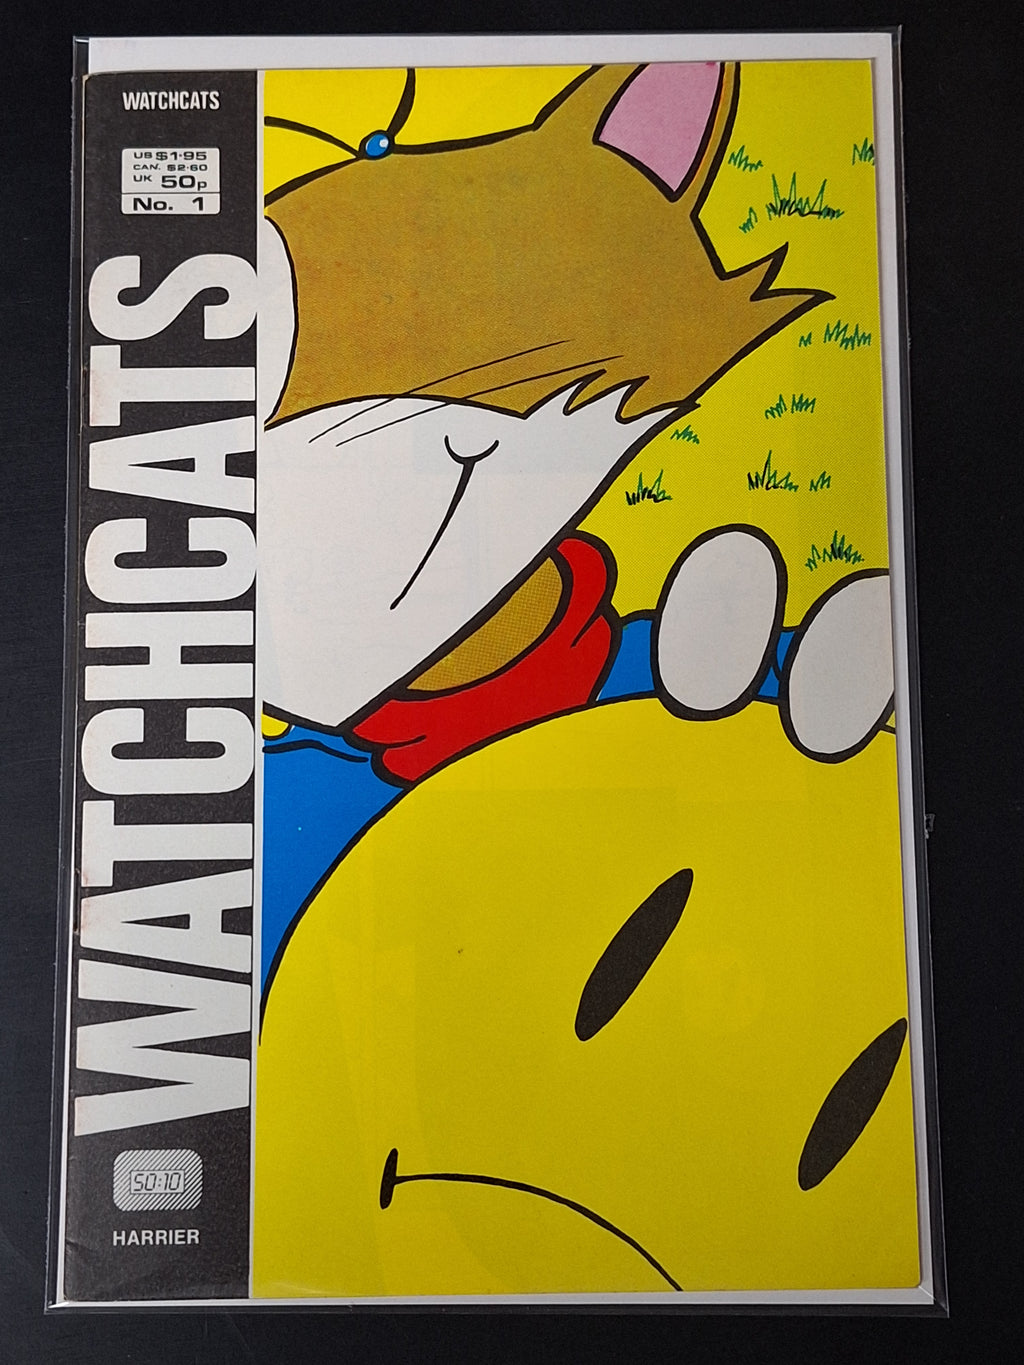 WATCHCATS
US $1·95
CAN. $2·60
UK 50p
No. 1
WATCHCATS
50:10
HARRIER